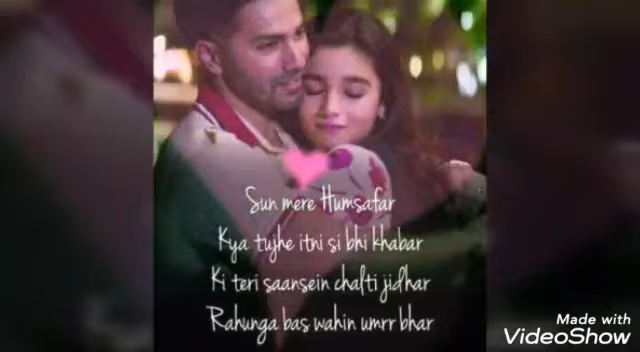 Sun mere Humsafar
Kya tujhe itni si bhi khabar
Ki teri saansein chalti jidhar
Rahunga bas wahin umrr bhar
Made with
VideoShow